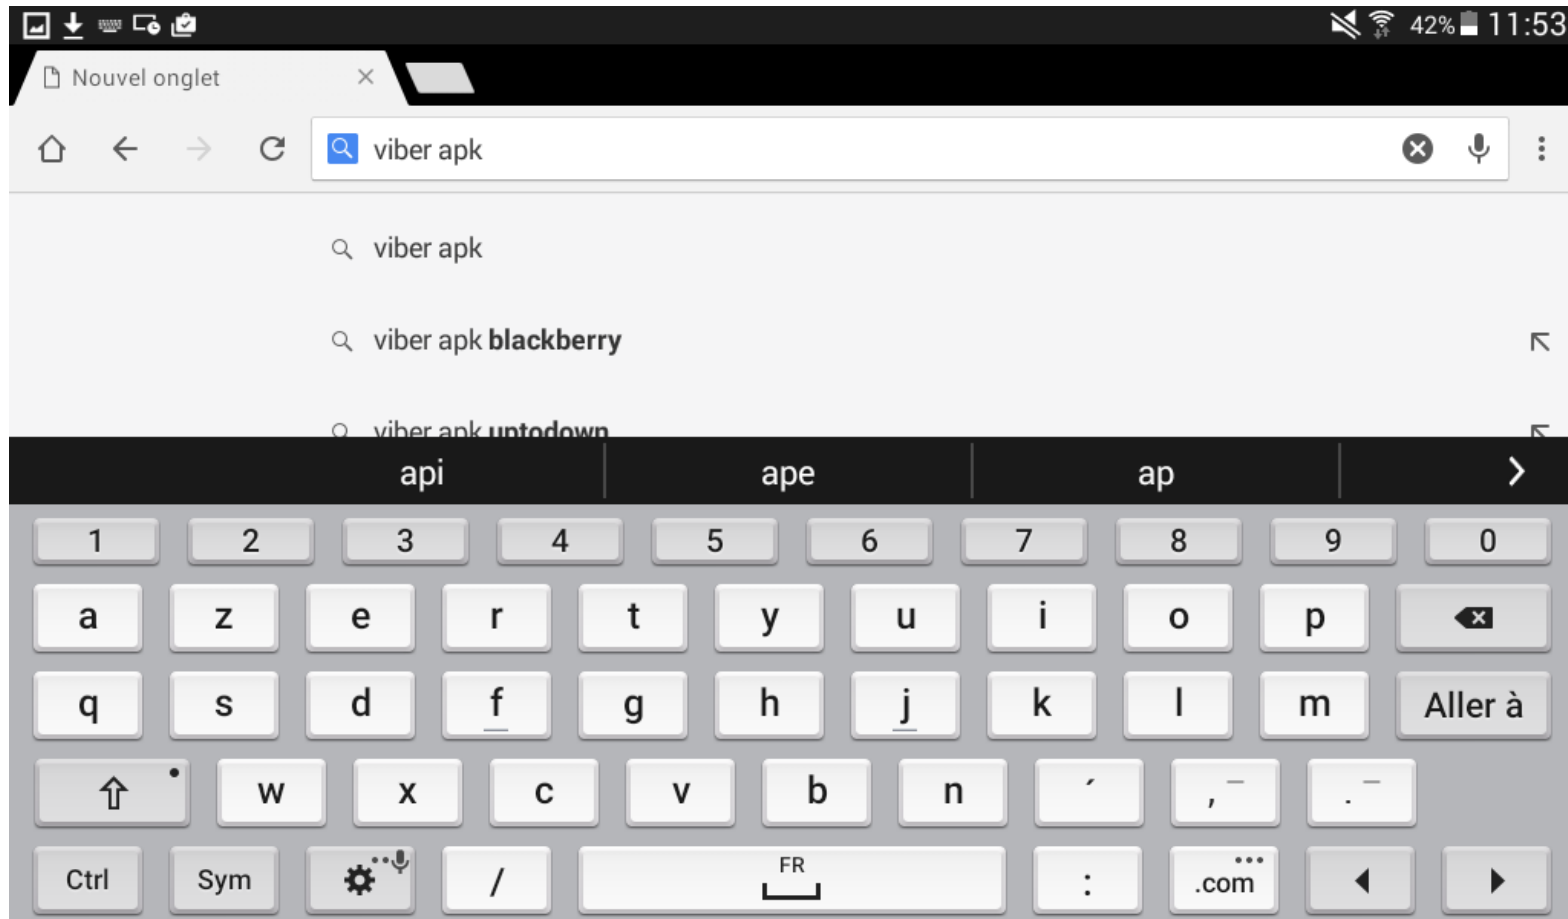 42% 11:53
Nouvel onglet
viber apk
viber apk
viber apk blackberry
viber apk uptodown
api ape ap
1 2 3 4 5 6 7 8 9 0
a z e r t y u i o p
q s d f g h j k l m Aller à
w x c v b n ´ , .
FR
Ctrl Sym / : .com